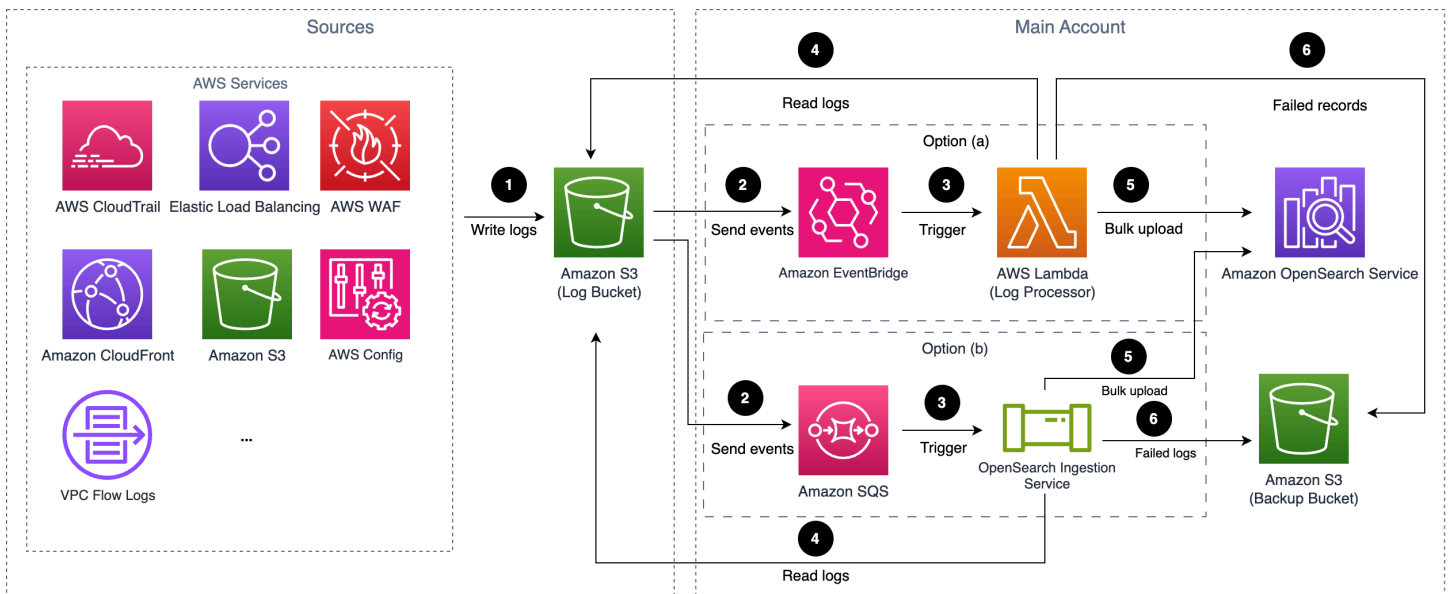 Sources
Main Account
AWS Services
AWS CloudTrail
Elastic Load Balancing
AWS WAF
Amazon CloudFront
Amazon S3
AWS Config
VPC Flow Logs
...
1
Write logs
Amazon S3
(Log Bucket)
4
Read logs
6
Failed records
Option (a)
2
Send events
Amazon EventBridge
3
Trigger
AWS Lambda
(Log Processor)
5
Bulk upload
Amazon OpenSearch Service
Option (b)
2
Send events
Amazon SQS
3
Trigger
OpenSearch Ingestion
Service
5
Bulk upload
6
Failed logs
Amazon S3
(Backup Bucket)
4
Read logs